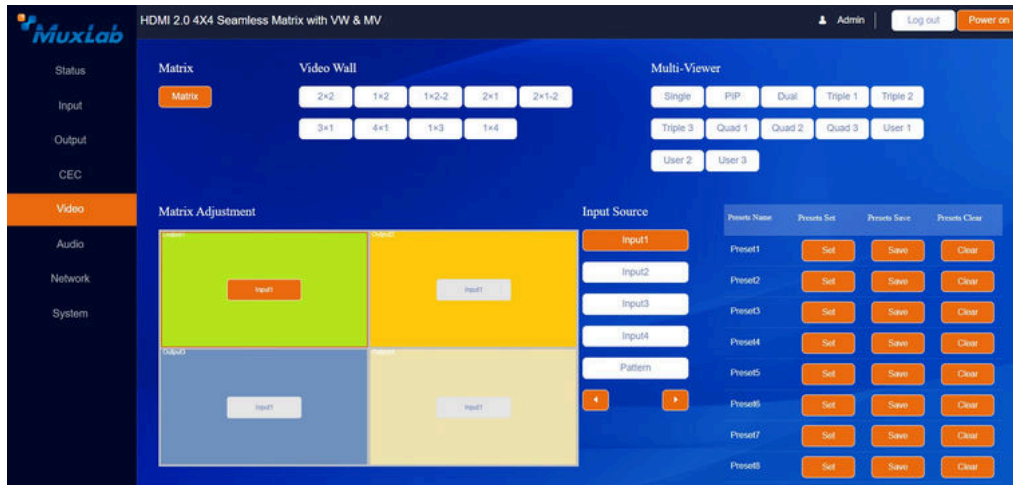 MuxLab
HDMI 2.0 4X4 Seamless Matrix with VW & MV
Admin
Log out
Power on
Status
Input
Output
CEC
Video
Audio
Network
System
Matrix
Matrix
Video Wall
2×2 1×2 1×2-2 2×1 2×1-2
3×1 4×1 1×3 1×4
Multi-Viewer
Single PIP Dual Triple 1 Triple 2
Triple 3 Quad 1 Quad 2 Quad 3 User 1
User 2 User 3
Matrix Adjustment
Output1
Input1
Output2
Input1
Output3
Input1
Input1
Input Source
Input1
Input2
Input3
Input4
Pattern
Presets Name Presets Set Presets Save Presets Clear
Preset1 Set Save Clear
Preset2 Set Save Clear
Preset3 Set Save Clear
Preset4 Set Save Clear
Preset5 Set Save Clear
Preset6 Set Save Clear
Preset7 Set Save Clear
Preset8 Set Save Clear